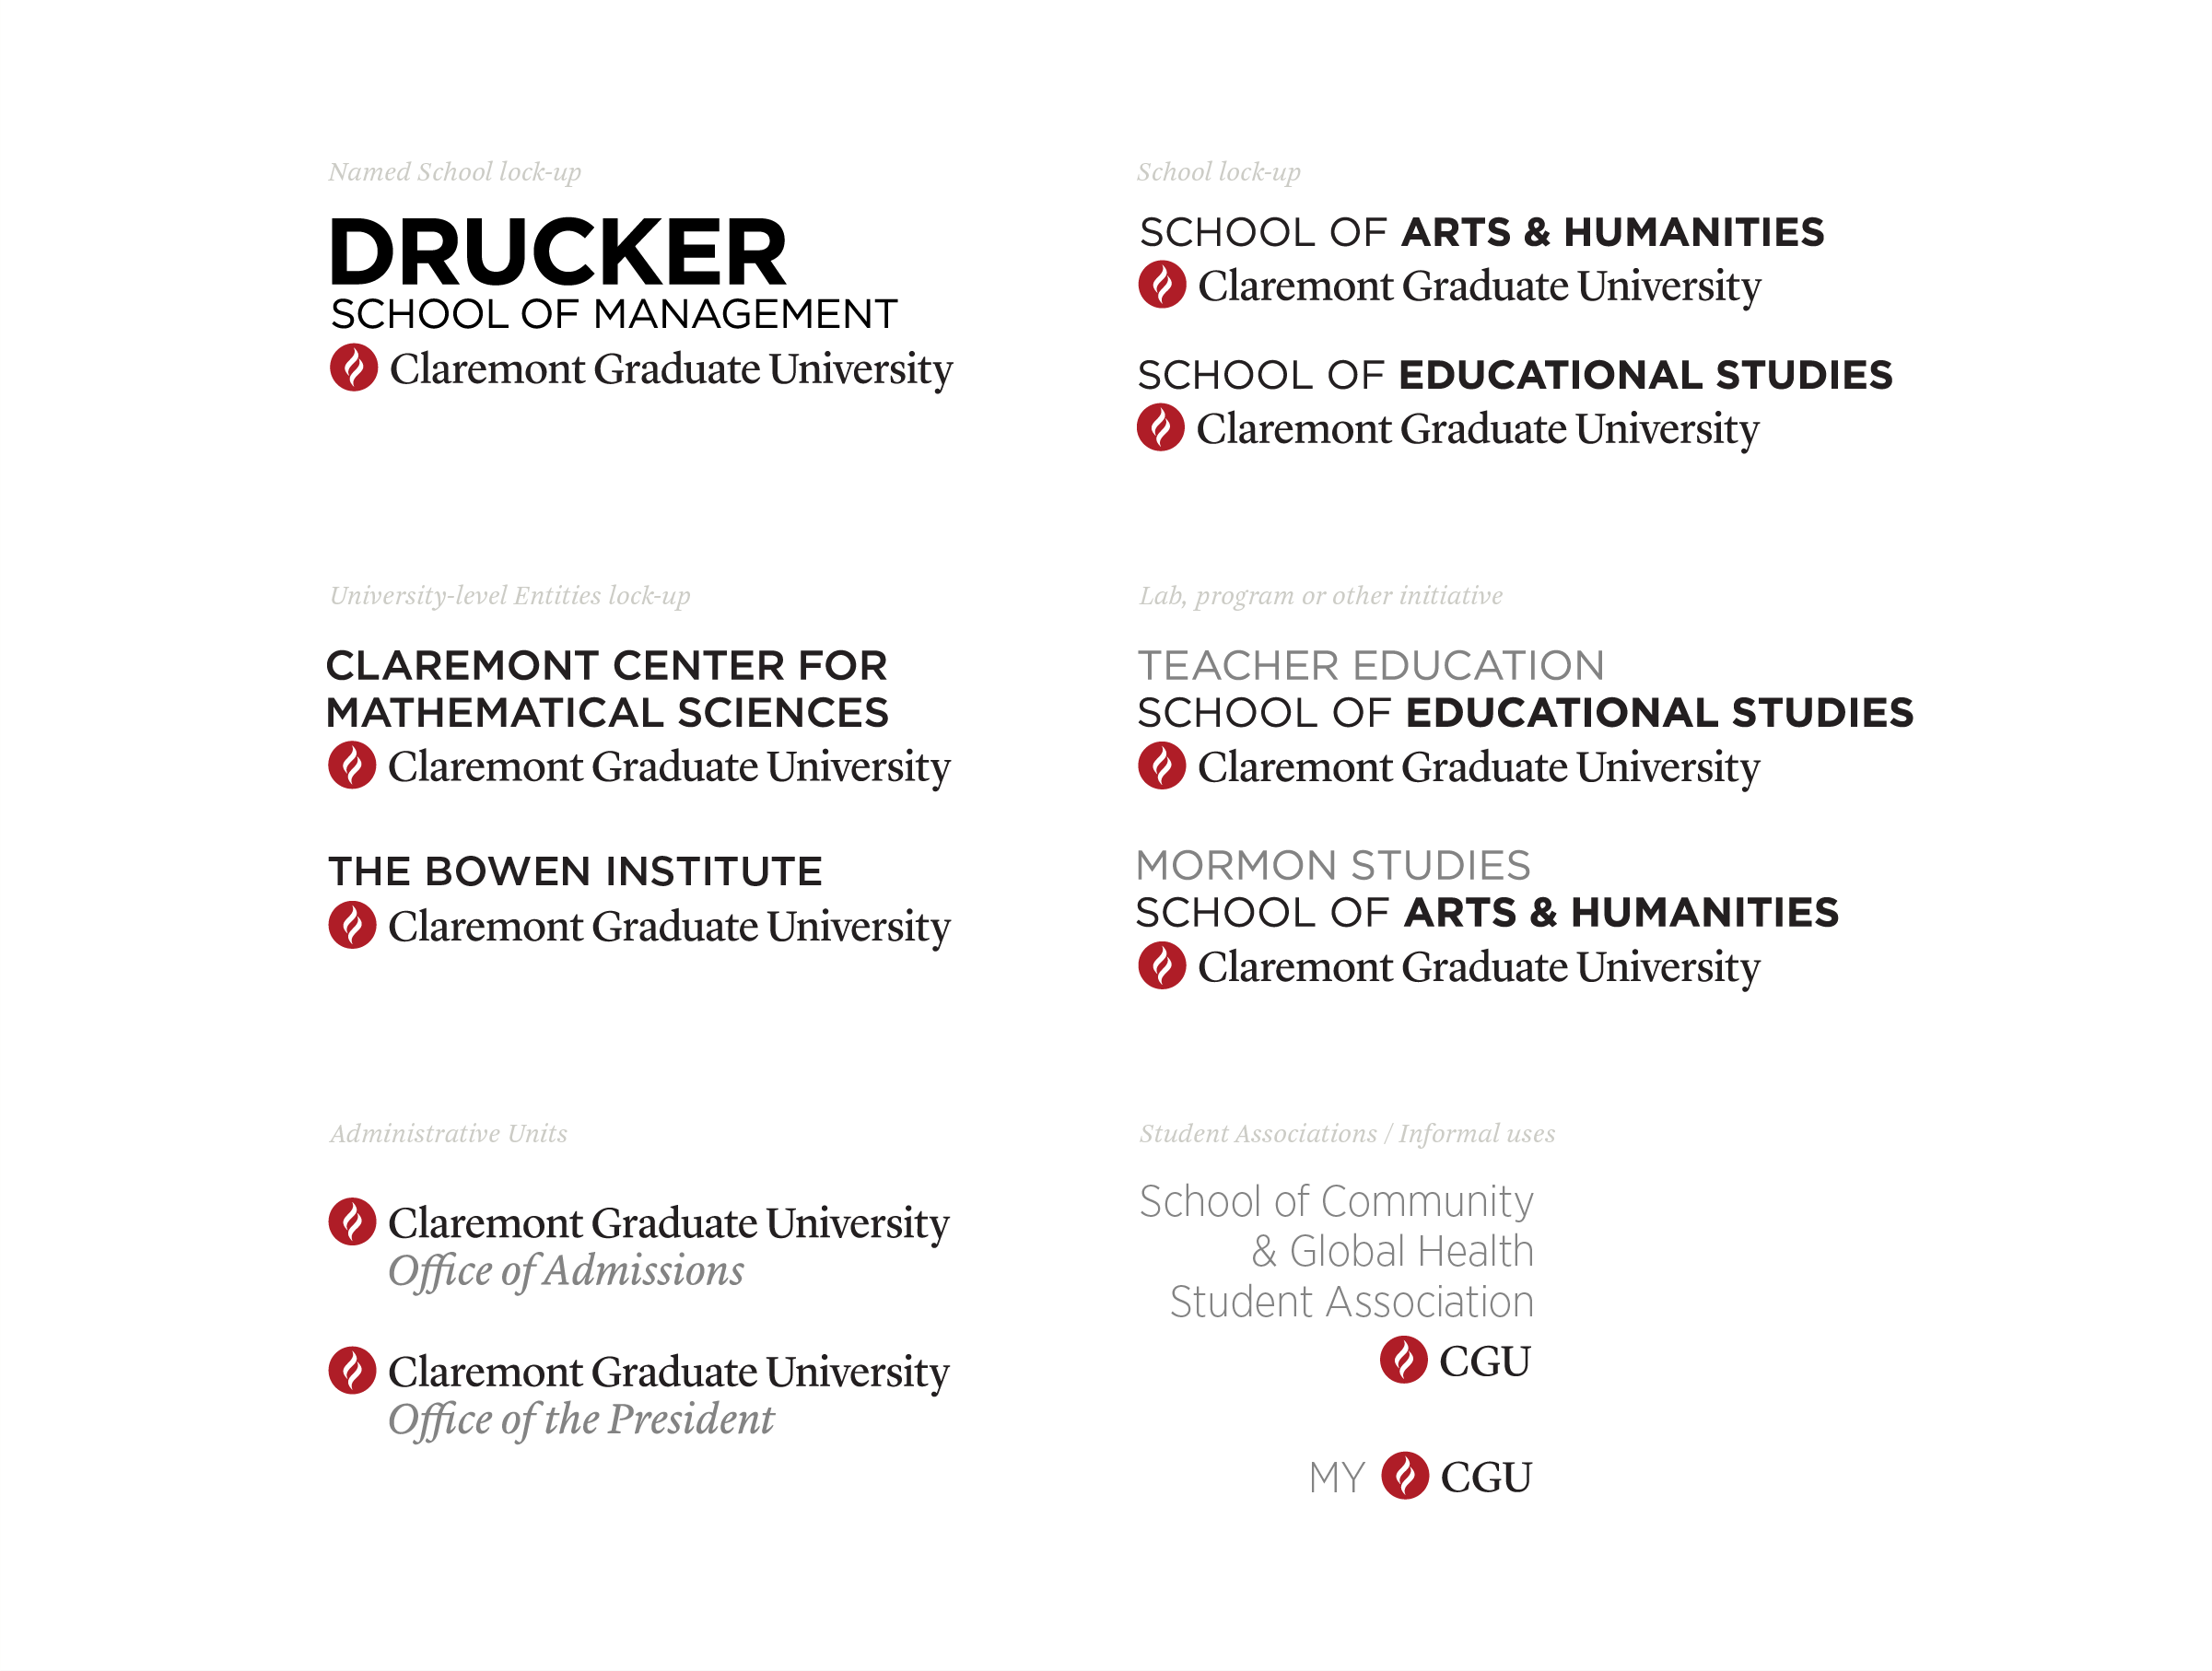 Named School lock-up
DRUCKER
SCHOOL OF MANAGEMENT
Claremont Graduate University
School lock-up
SCHOOL OF ARTS & HUMANITIES
Claremont Graduate University
SCHOOL OF EDUCATIONAL STUDIES
Claremont Graduate University
University-level Entities lock-up
CLAREMONT CENTER FOR
MATHEMATICAL SCIENCES
Claremont Graduate University
THE BOWEN INSTITUTE
Claremont Graduate University
Lab, program or other initiative
TEACHER EDUCATION
SCHOOL OF EDUCATIONAL STUDIES
Claremont Graduate University
MORMON STUDIES
SCHOOL OF ARTS & HUMANITIES
Claremont Graduate University
Administrative Units
Claremont Graduate University
Office of Admissions
Claremont Graduate University
Office of the President
Student Associations / Informal uses
School of Community
& Global Health
Student Association
CGU
MY CGU